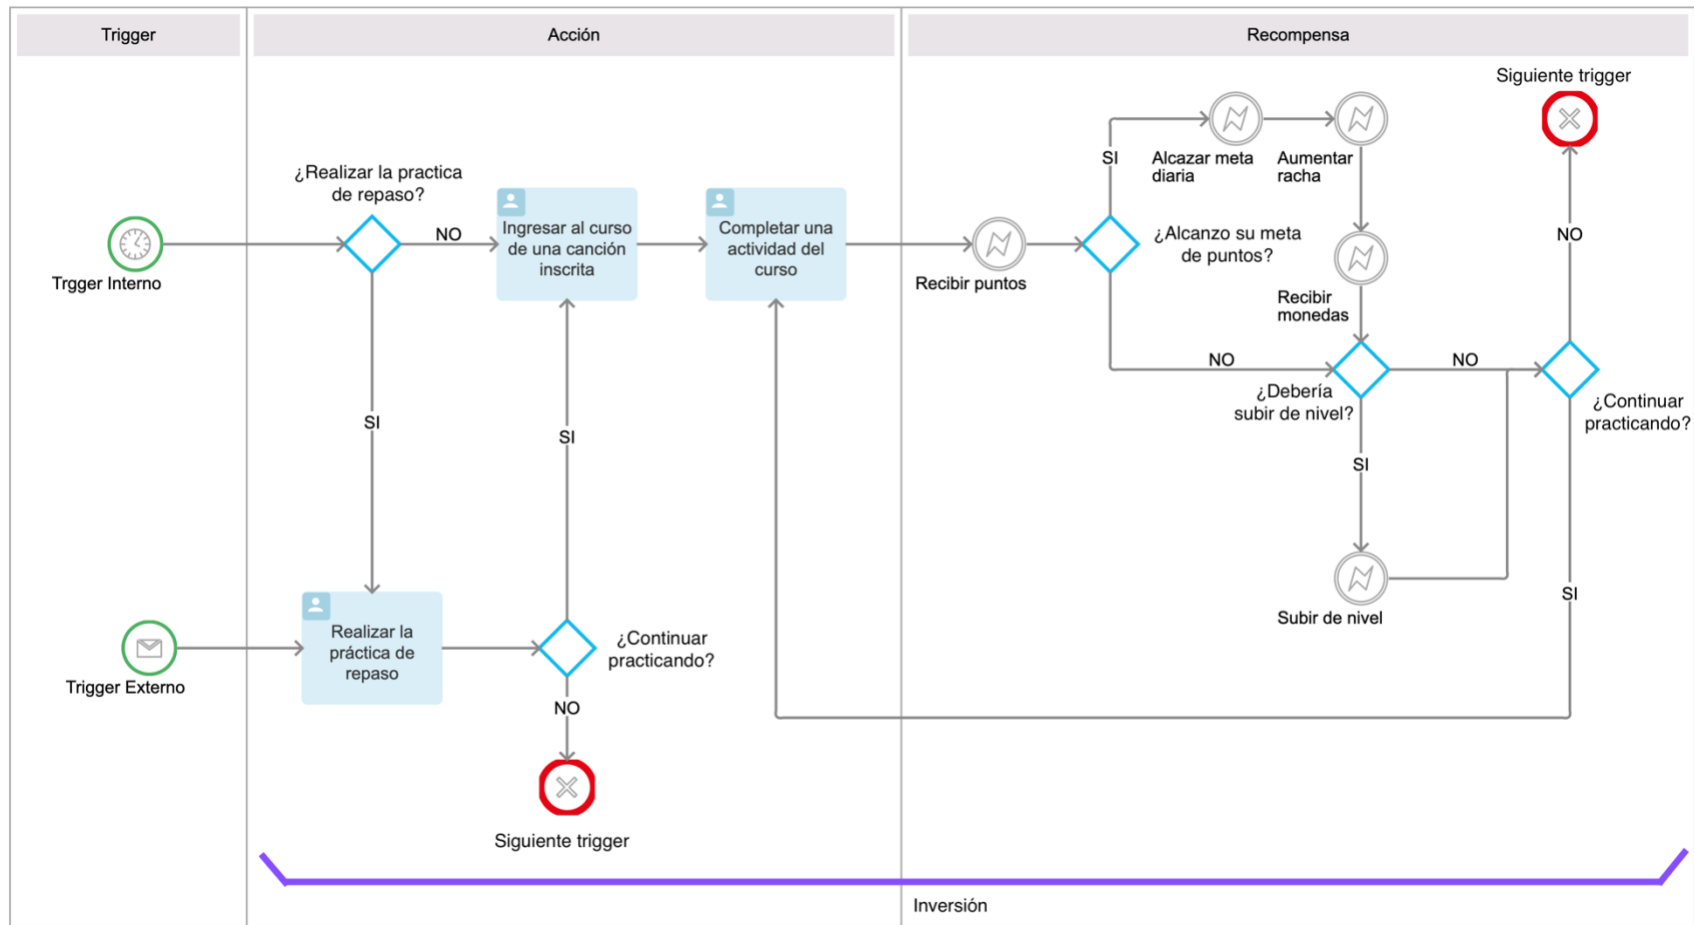 Trigger
Acción
Recompensa
Siguiente trigger
¿Realizar la practica
de repaso?
SI
Alcazar meta
diaria
Aumentar
racha
NO
Ingresar al curso
de una canción
inscrita
Completar una
actividad del
curso
¿Alcanzo su meta
de puntos?
NO
Trgger Interno
Recibir puntos
Recibir
monedas
NO
NO
¿Debería
subir de nivel?
¿Continuar
practicando?
SI
SI
SI
SI
Subir de nivel
Realizar la
práctica de
repaso
¿Continuar
practicando?
Trigger Externo
NO
Siguiente trigger
Inversión